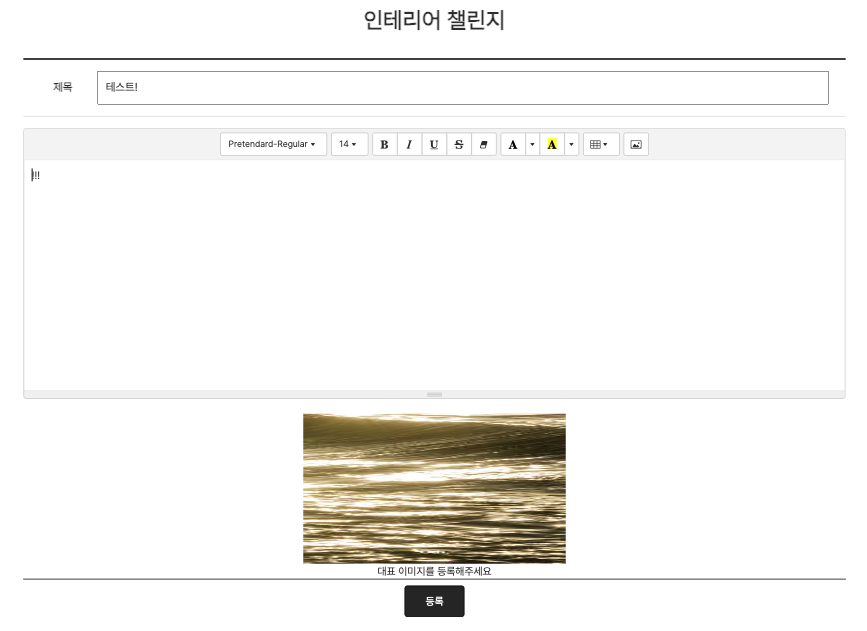 인테리어 챌린지
제목
테스트!
Pretendard-Regular
14
B I U S A A
!!!
대표 이미지를 등록해주세요
등록